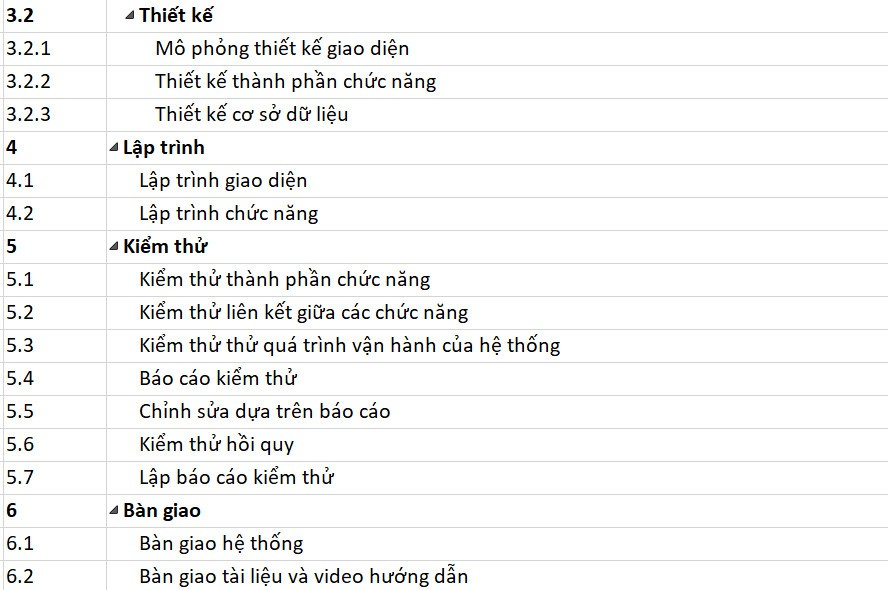 3.2 Thiết kế
3.2.1 Mô phỏng thiết kế giao diện
3.2.2 Thiết kế thành phần chức năng
3.2.3 Thiết kế cơ sở dữ liệu
4 Lập trình
4.1 Lập trình giao diện
4.2 Lập trình chức năng
5 Kiểm thử
5.1 Kiểm thử thành phần chức năng
5.2 Kiểm thử liên kết giữa các chức năng
5.3 Kiểm thử thử quá trình vận hành của hệ thống
5.4 Báo cáo kiểm thử
5.5 Chỉnh sửa dựa trên báo cáo
5.6 Kiểm thử hồi quy
5.7 Lập báo cáo kiểm thử
6 Bàn giao
6.1 Bàn giao hệ thống
6.2 Bàn giao tài liệu và video hướng dẫn